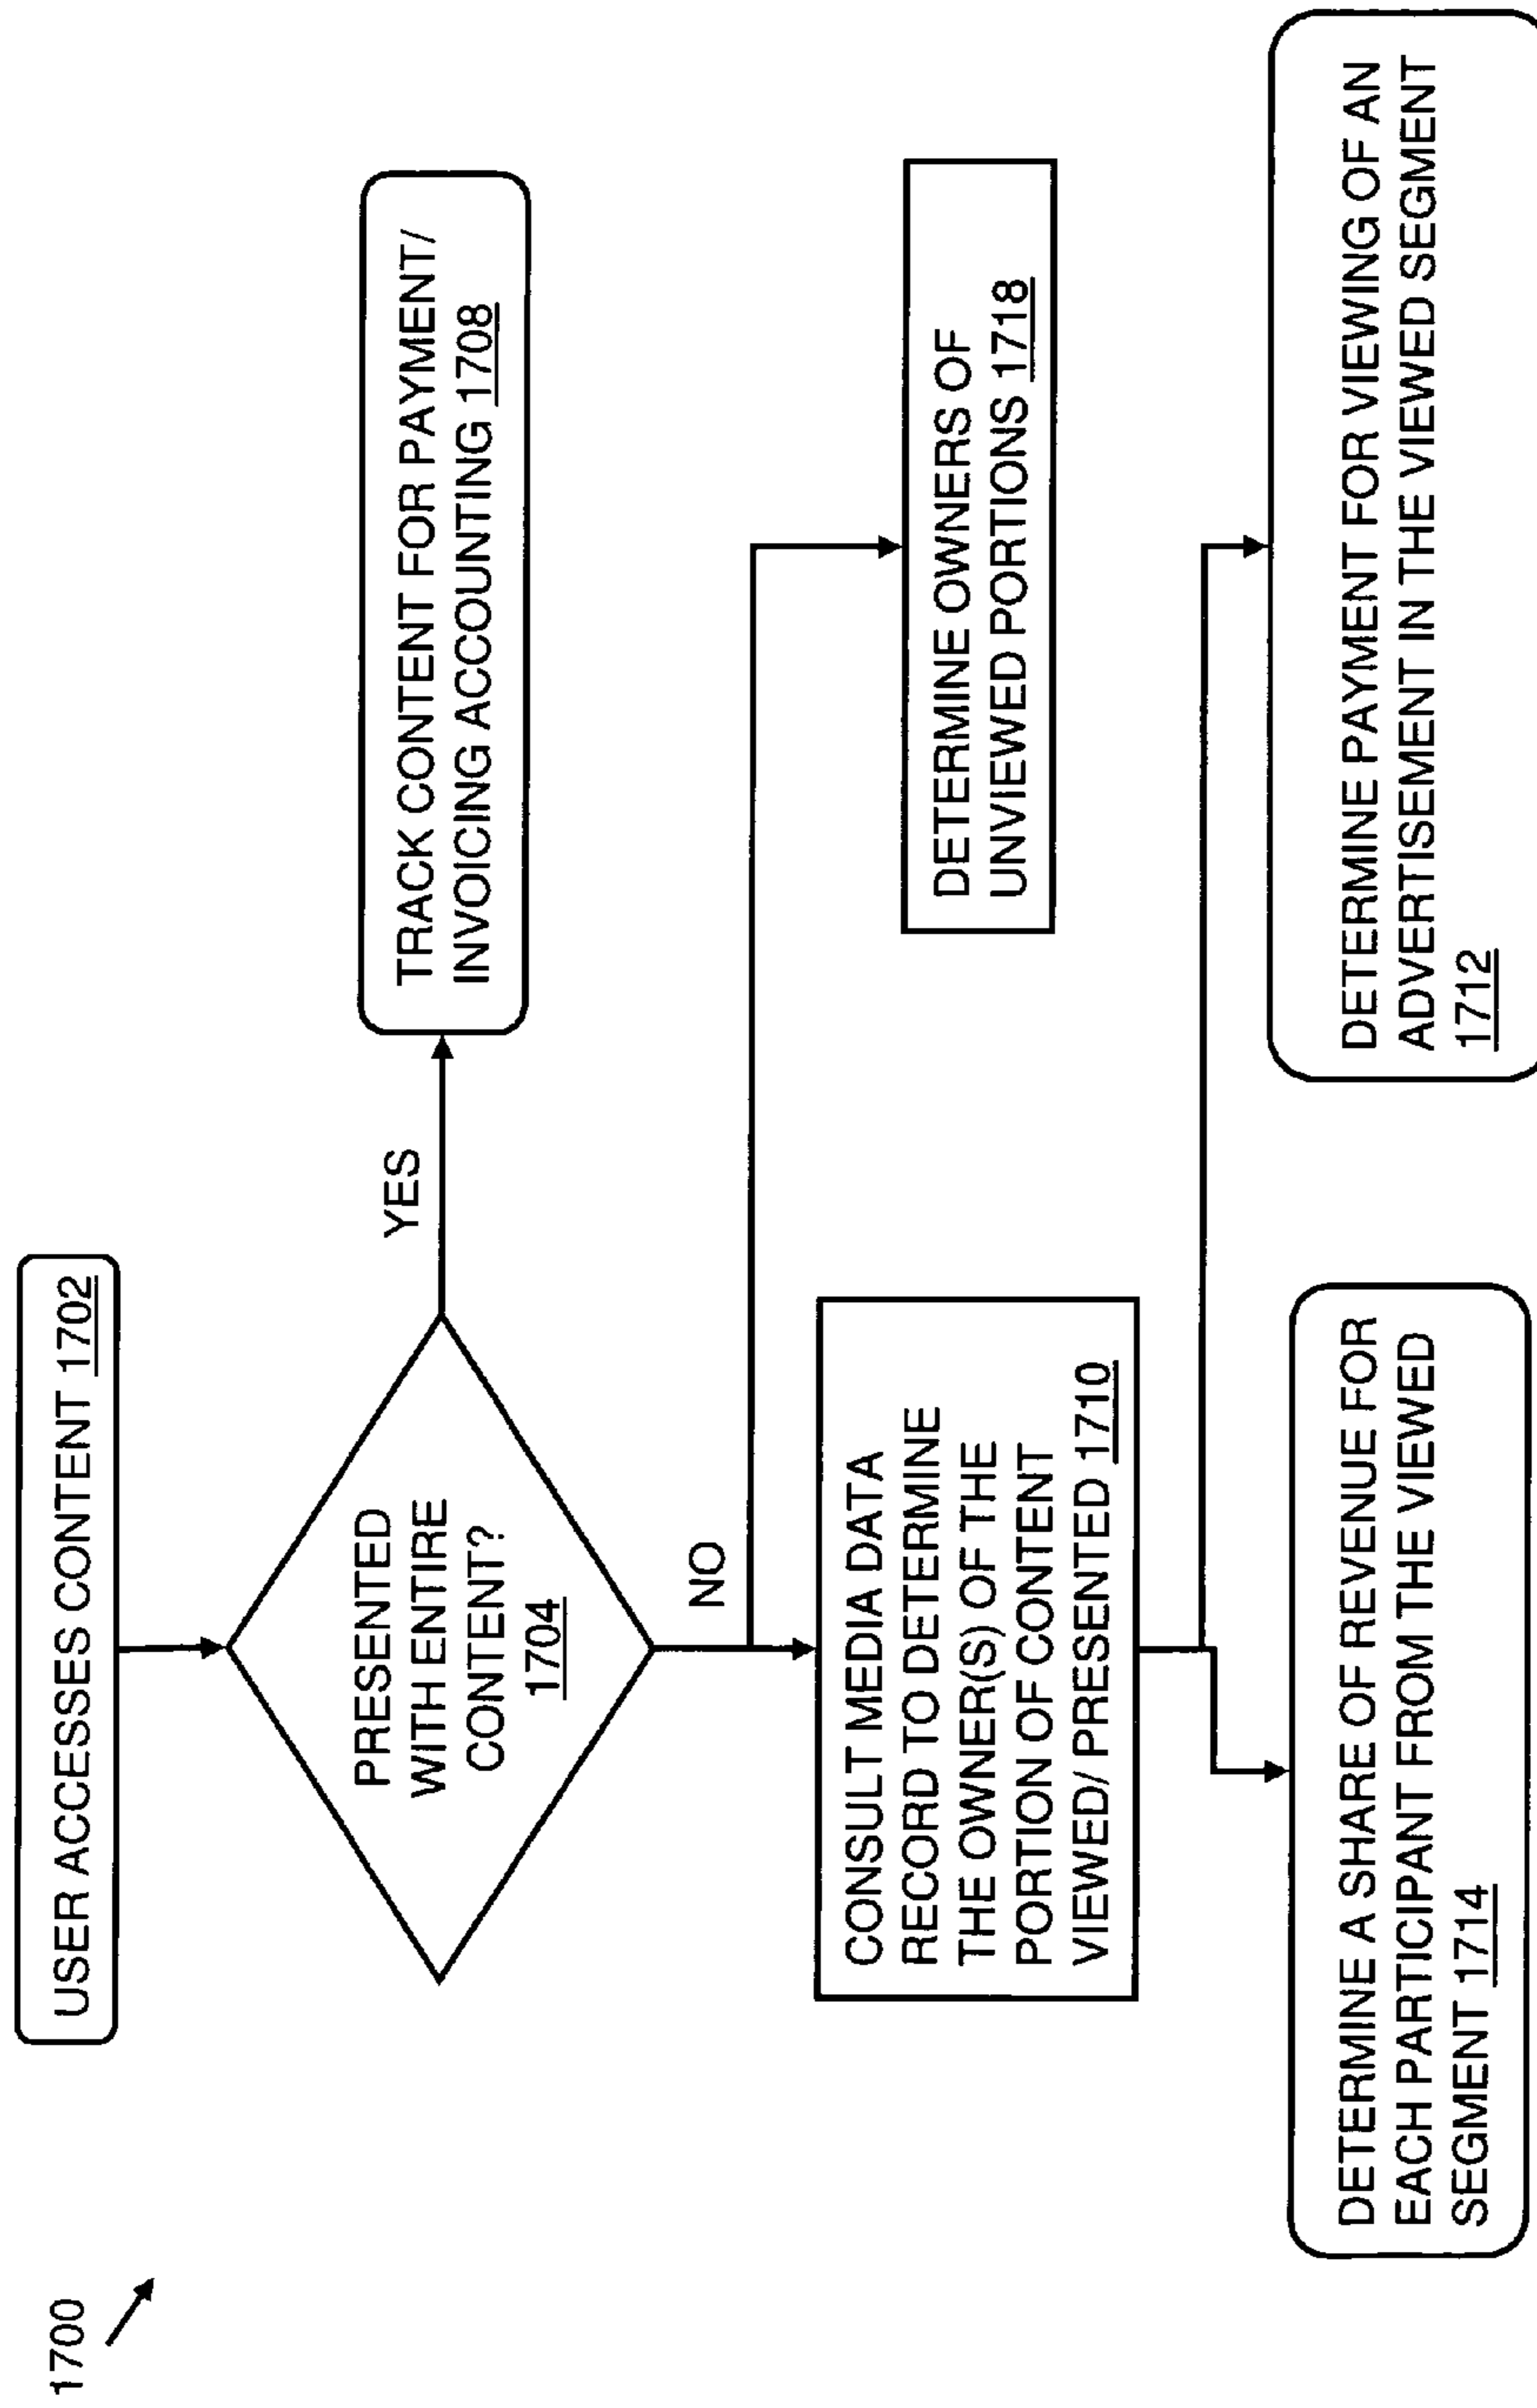 1700
USER ACCESSES CONTENT 1702
PRESENTED
WITH ENTIRE
CONTENT?
1704
YES
TRACK CONTENT FOR PAYMENT/
INVOICING ACCOUNTING 1708
NO
CONSULT MEDIA DATA
RECORD TO DETERMINE
THE OWNER(S) OF THE
PORTION OF CONTENT
VIEWED/ PRESENTED 1710
DETERMINE OWNERS OF
UNVIEWED PORTIONS 1718
DETERMINE A SHARE OF REVENUE FOR
EACH PARTICIPANT FROM THE VIEWED
SEGMENT 1714
DETERMINE PAYMENT FOR VIEWING OF AN
ADVERTISEMENT IN THE VIEWED SEGMENT
1712